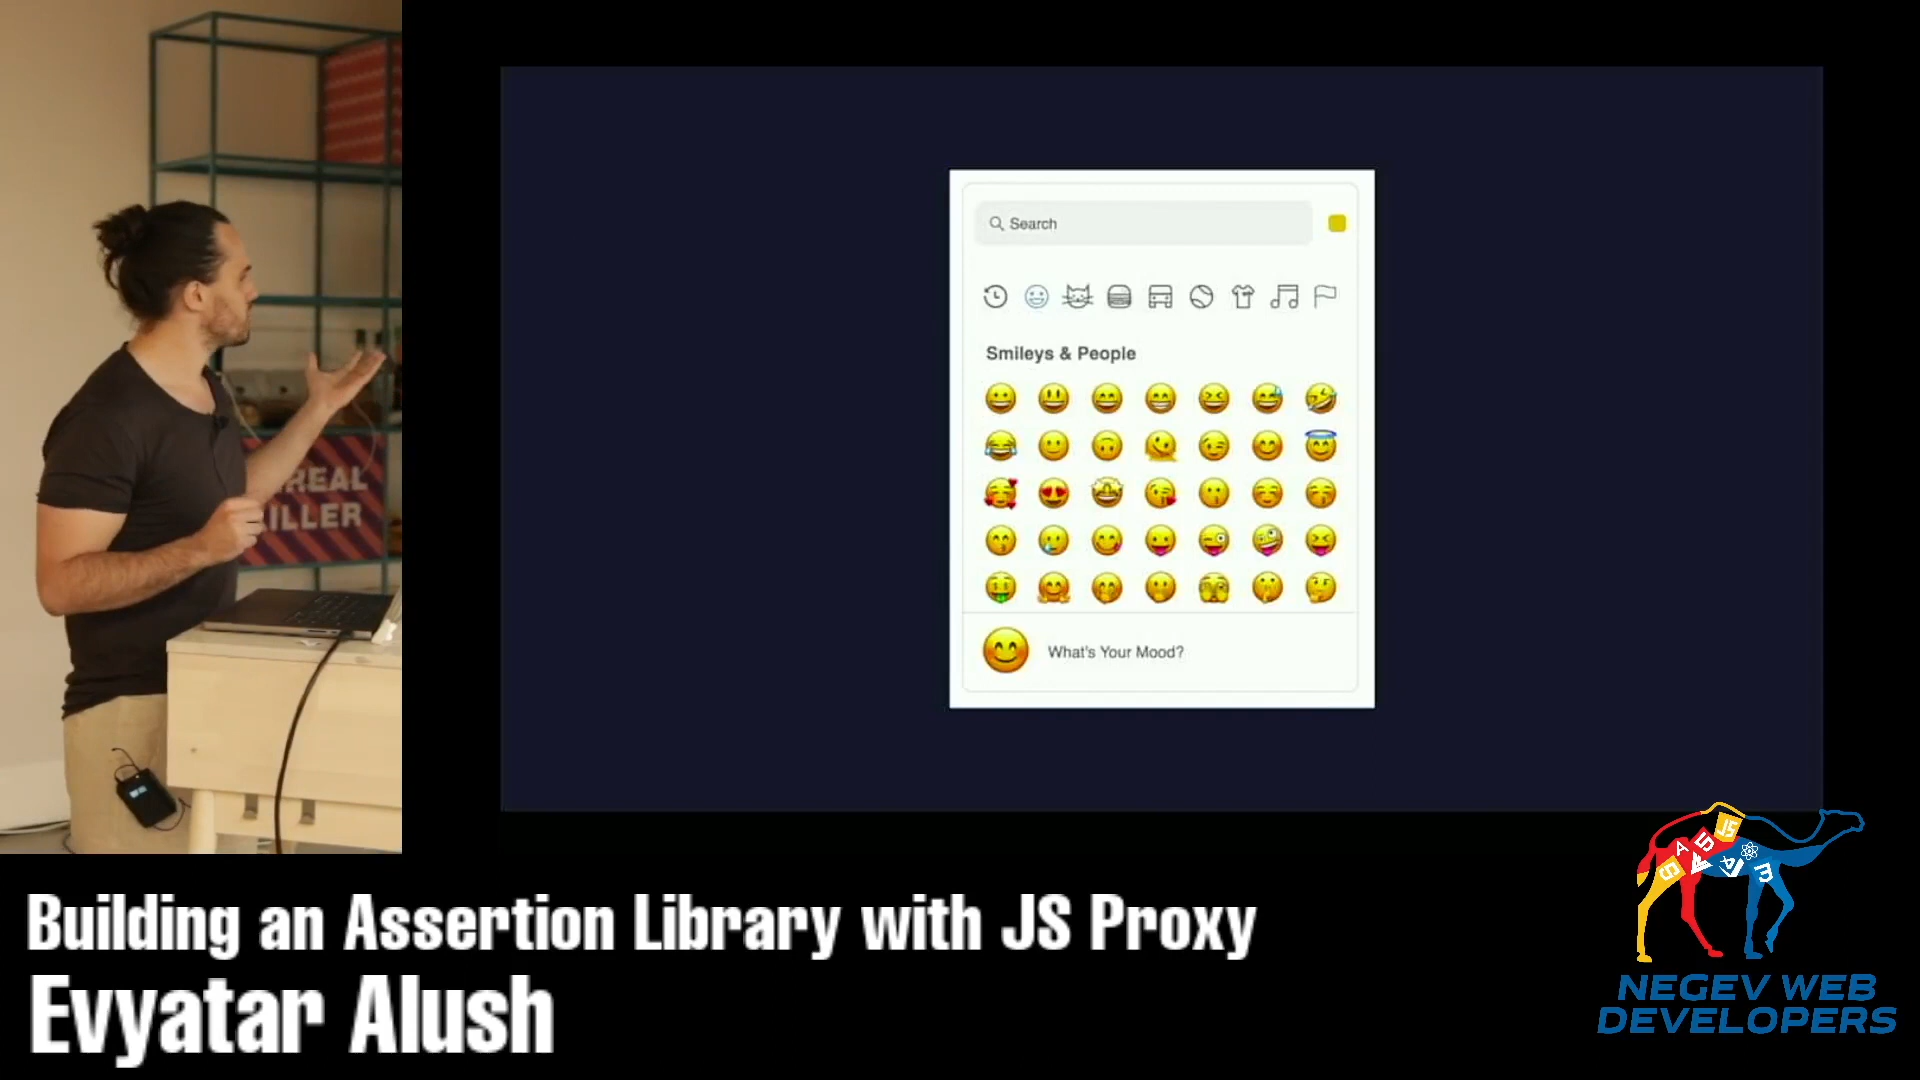 REAL
ILLER
Search
Smileys & People
What's Your Mood?
Building an Assertion Library with JS Proxy
Evyatar Alush
JS
NEGEV WEB
DEVELOPERS